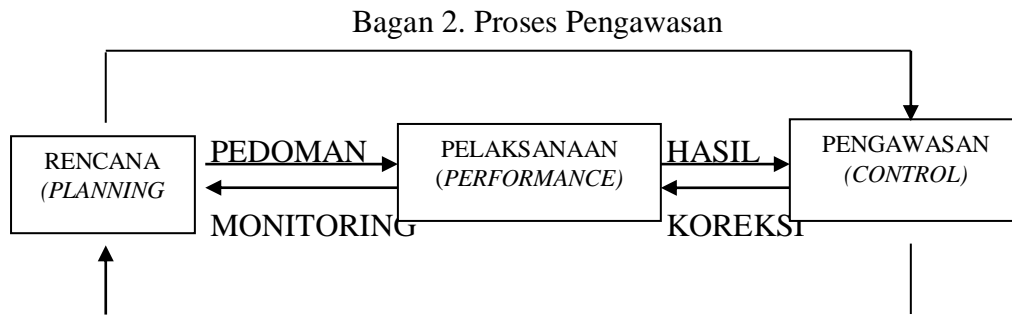 Bagan 2. Proses Pengawasan
RENCANA
(PLANNING
PEDOMAN
MONITORING
PELAKSANAAN
(PERFORMANCE)
HASIL
KOREKSI
PENGAWASAN
(CONTROL)